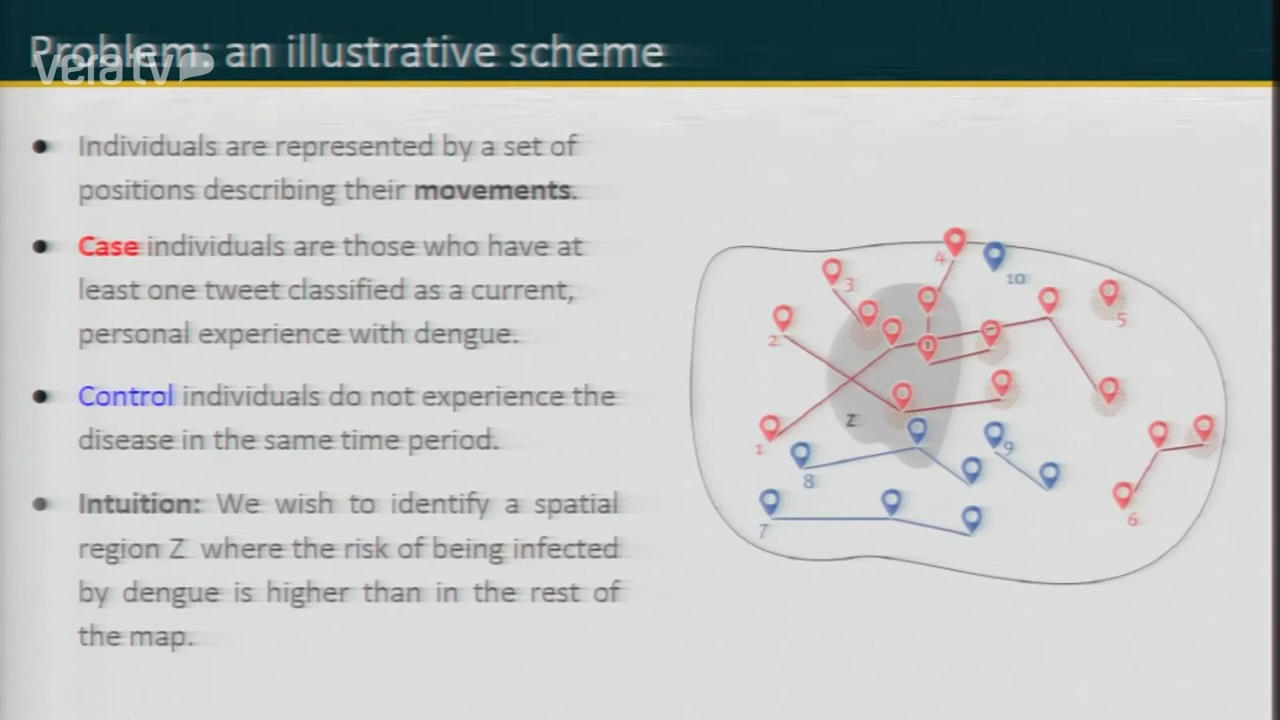 Problem: an illustrative scheme
vera tv
Individuals are represented by a set of
positions describing their movements.
Case individuals are those who have at
least one tweet classified as a current,
personal experience with dengue.
Control individuals do not experience the
disease in the same time period.
Intuition: We wish to identify a spatial
region Z where the risk of being infected
by dengue is higher than in the rest of
the map.
4
10
3
5
2
Z
1
9
8
6
7